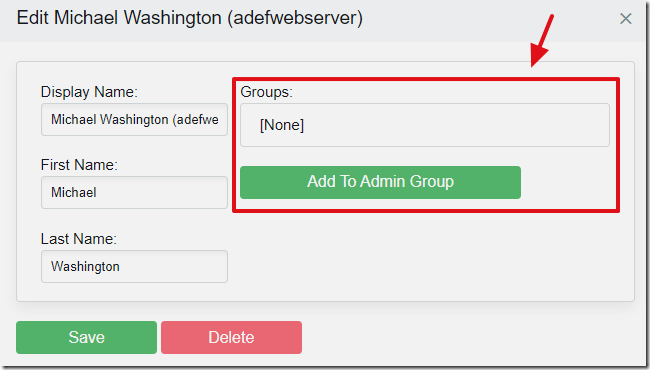 Edit Michael Washington (adefwebserver)
Display Name:
Michael Washington (adefwe
First Name:
Michael
Last Name:
Washington
Groups:
[None]
Add To Admin Group
Save
Delete